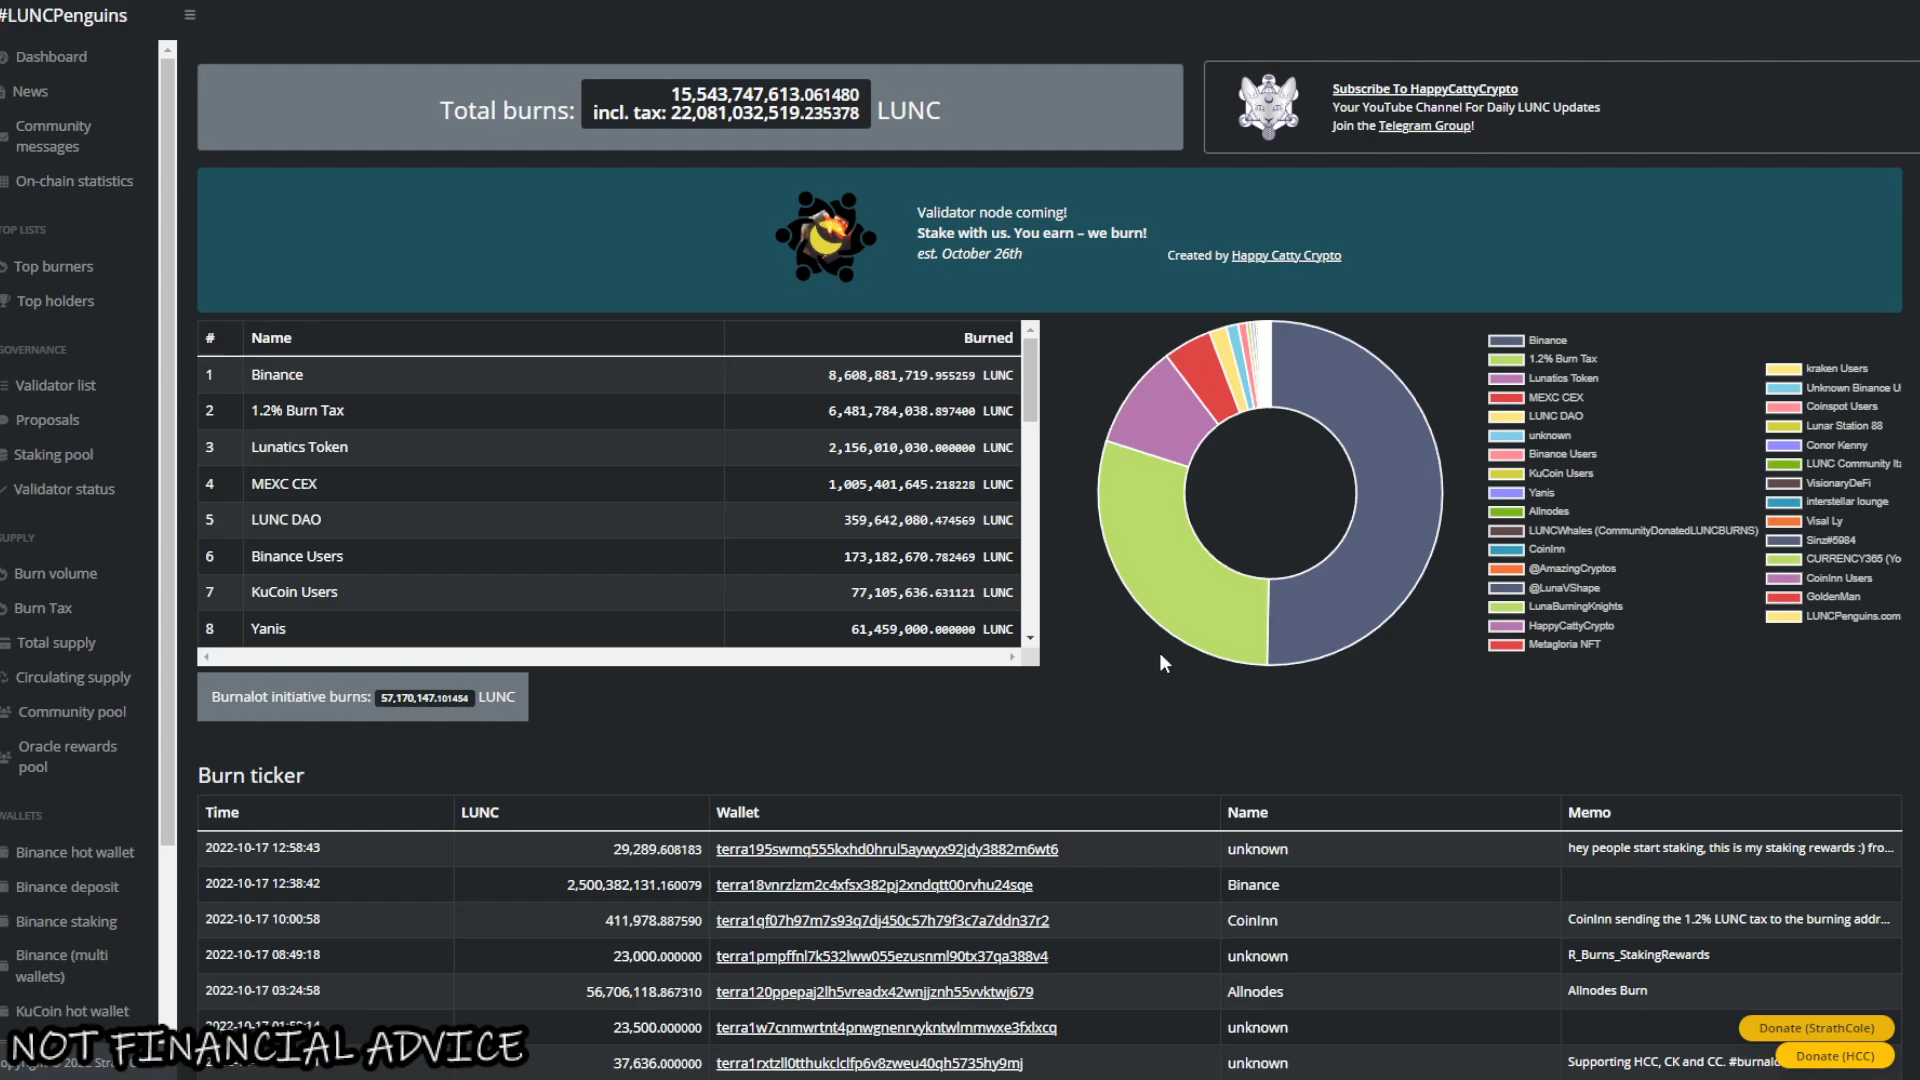 #LUNCPenguins
Dashboard
News
Community
messages
On-chain statistics
TOP LISTS
Top burners
Top holders
GOVERNANCE
Validator list
Proposals
Staking pool
Validator status
SUPPLY
Burn volume
Burn Tax
Total supply
Circulating supply
Community pool
Oracle rewards
pool
WALLETS
Binance hot wallet
Binance deposit
Binance staking
Binance (multi
wallets)
KuCoin hot wallet
NOT FINANCIAL ADVICE
Total burns: 15,543,747,613.061480 LUNC
incl. tax: 22,081,032,519.235378
Subscribe To HappyCattyCrypto
Your YouTube Channel For Daily LUNC Updates
Join the Telegram Group!
Validator node coming!
Stake with us. You earn – we burn!
est. October 26th
Created by Happy Catty Crypto
# Name Burned
1 Binance 8,608,881,719.955259 LUNC
2 1.2% Burn Tax 6,481,784,038.897400 LUNC
3 Lunatics Token 2,156,010,030.000000 LUNC
4 MEXC CEX 1,005,401,645.218228 LUNC
5 LUNC DAO 359,642,080.474569 LUNC
6 Binance Users 173,182,670.782469 LUNC
7 KuCoin Users 77,105,636.631121 LUNC
8 Yanis 61,459,000.000000 LUNC
Binance
1.2% Burn Tax
Lunatics Token
MEXC CEX
LUNC DAO
unknown
Binance Users
KuCoin Users
Yanis
Allnodes
LUNCWhales (CommunityDonatedLUNCBURNS)
CoinInn
@AmazingCryptos
@LunaVShape
LunaBurningKnights
HappyCattyCrypto
Metagloria NFT
kraken Users
Unknown Binance U
Coinspot Users
Lunar Station 88
Conor Kenny
LUNC Community Ita
VisionaryDeFi
interstellar lounge
Visal Ly
Sinz#5984
CURRENCY365 (Yo
CoinInn Users
GoldenMan
LUNCPenguins.com
Burnalot initiative burns: 57,170,147.101454 LUNC
Burn ticker
Time LUNC Wallet Name Memo
2022-10-17 12:58:43 29,289.608183 terra195swmq555kxhd0hrul5aywyx92jdy3882m6wt6 unknown hey people start staking, this is my staking rewards :) fro...
2022-10-17 12:38:42 2,500,382,131.160079 terra18vnrzlzm2c4xfsx382pj2xndqtt00rvhu24sqe Binance
2022-10-17 10:00:58 411,978.887590 terra1qf07h97m7s93q7dj450c57h79f3c7a7ddn37r2 CoinInn CoinInn sending the 1.2% LUNC tax to the burning addr...
2022-10-17 08:49:18 23,000.000000 terra1pmpffnl7k532lww055ezusnml90tx37qa388v4 unknown R_Burns_StakingRewards
2022-10-17 03:24:58 56,706,118.867310 terra120ppepaj2lh5vreadx42wnjjznh55vvktwj679 Allnodes Allnodes Burn
23,500.000000 terra1w7cnmwrtnt4pnwgnenrvykntwlmmwxe3fxlxcq unknown
37,636.000000 terra1rxtzll0tthukclclfp6v8zweu40qh5735hy9mj unknown Supporting HCC, CK and CC. #burnalo
Donate (StrathCole)
Donate (HCC)